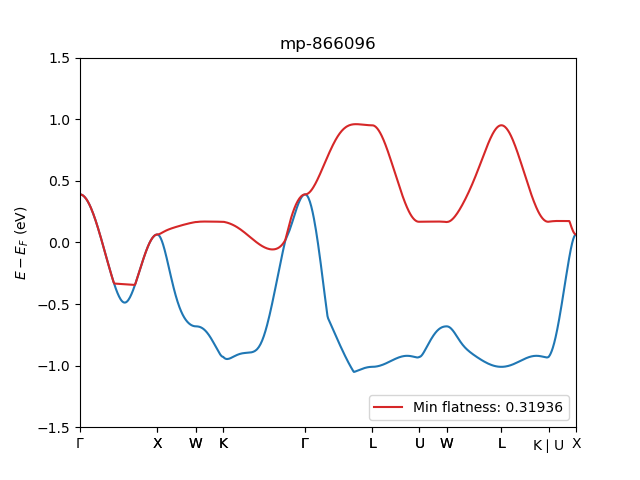 mp-866096
1.5
1.0
0.5
0.0
−0.5
−1.0
−1.5
E − E_F (eV)
Min flatness: 0.31936
Γ X W K Γ L U W L K | U X